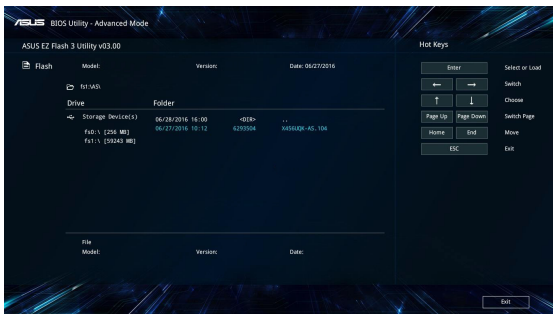 ASUS BIOS Utility - Advanced Mode
ASUS EZ Flash 3 Utility v03.00
Hot Keys
Flash
Model: Version: Date: 06/27/2016
fs1:\AS\
Drive Folder
Storage Device(s)
fs0:\ [256 MB]
fs1:\ [59243 MB]
06/28/2016 16:00 <DIR> ..
06/27/2016 10:12 6293504 X456UQK-AS.104
File
Model: Version: Date:
Enter Select or Load
← → Switch
↑ ↓ Choose
Page Up Page Down Switch Page
Home End Move
ESC Exit
Exit